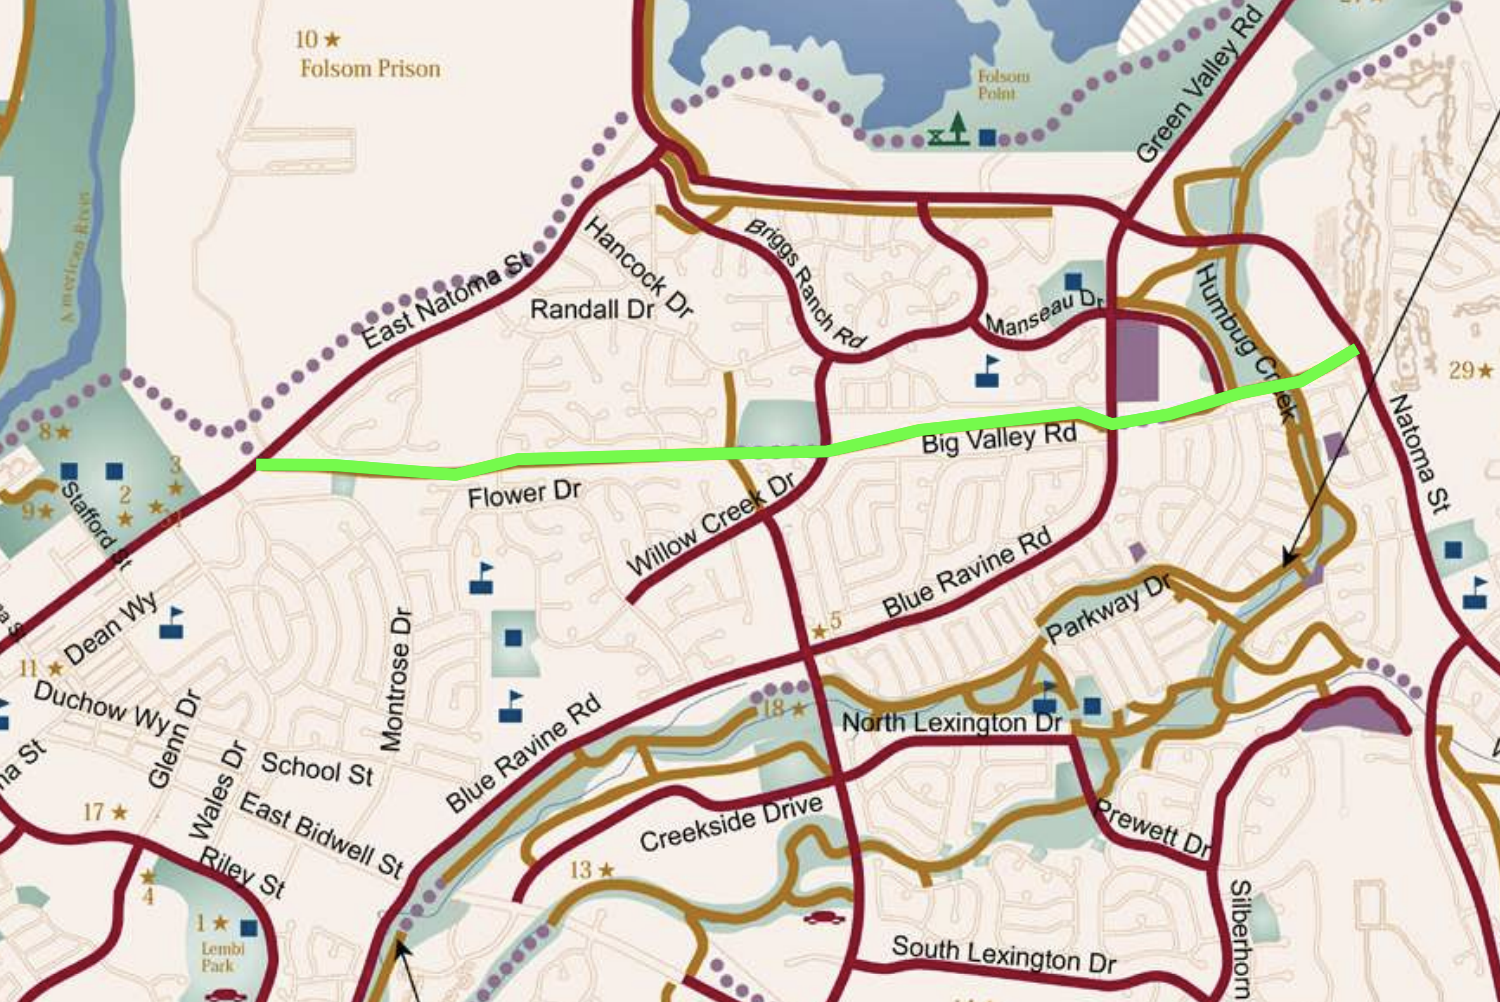 10
Folsom Prison
Folsom
Point
Green Valley Rd
American River
East Natoma St
Hancock Dr
Randall Dr
Briggs Ranch Rd
Manseau Dr
Humbug Creek
29
Natoma St
8
3
2
9
31
Stafford St
Flower Dr
Big Valley Rd
Willow Creek Dr
Blue Ravine Rd
5
Parkway Dr
Dean Wy
11
Duchow Wy
Glenn Dr
Montrose Dr
18
North Lexington Dr
Blue Ravine Rd
School St
Wales Dr
East Bidwell St
17
Riley St
4
Creekside Drive
Prewett Dr
13
1
Lembi
Park
South Lexington Dr
Silberhorn